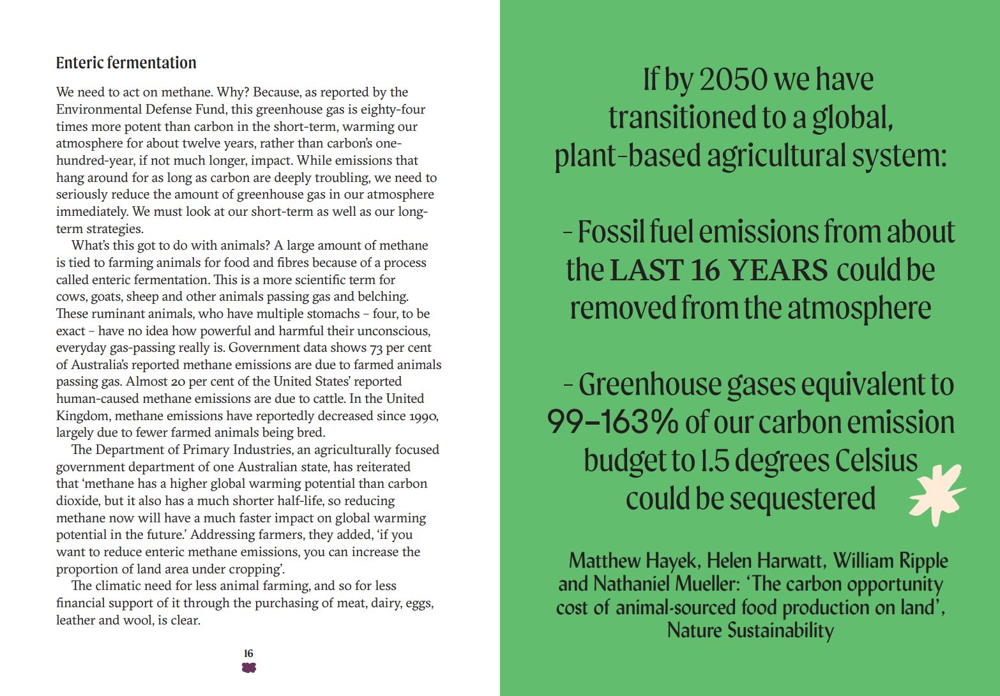 Enteric fermentation
We need to act on methane. Why? Because, as reported by the
Environmental Defense Fund, this greenhouse gas is eighty-four
times more potent than carbon in the short-term, warming our
atmosphere for about twelve years, rather than carbon's one-
hundred-year, if not much longer, impact. While emissions that
hang around for as long as carbon are deeply troubling, we need to
seriously reduce the amount of greenhouse gas in our atmosphere
immediately. We must look at our short-term as well as our long-
term strategies.
What's this got to do with animals? A large amount of methane
is tied to farming animals for food and fibres because of a process
called enteric fermentation. This is a more scientific term for
cows, goats, sheep and other animals passing gas and belching.
These ruminant animals, who have multiple stomachs – four, to be
exact – have no idea how powerful and harmful their unconscious,
everyday gas-passing really is. Government data shows 73 per cent
of Australia's reported methane emissions are due to farmed animals
passing gas. Almost 20 per cent of the United States' reported
human-caused methane emissions are due to cattle. In the United
Kingdom, methane emissions have reportedly decreased since 1990,
largely due to fewer farmed animals being bred.
The Department of Primary Industries, an agriculturally focused
government department of one Australian state, has reiterated
that 'methane has a higher global warming potential than carbon
dioxide, but it also has a much shorter half-life, so reducing
methane now will have a much faster impact on global warming
potential in the future.' Addressing farmers, they added, 'if you
want to reduce enteric methane emissions, you can increase the
proportion of land area under cropping'.
The climatic need for less animal farming, and so for less
financial support of it through the purchasing of meat, dairy, eggs,
leather and wool, is clear.
16
If by 2050 we have
transitioned to a global,
plant-based agricultural system:
– Fossil fuel emissions from about
the LAST 16 YEARS could be
removed from the atmosphere
– Greenhouse gases equivalent to
99–163% of our carbon emission
budget to 1.5 degrees Celsius
could be sequestered
Matthew Hayek, Helen Harwatt, William Ripple
and Nathaniel Mueller: 'The carbon opportunity
cost of animal-sourced food production on land',
Nature Sustainability